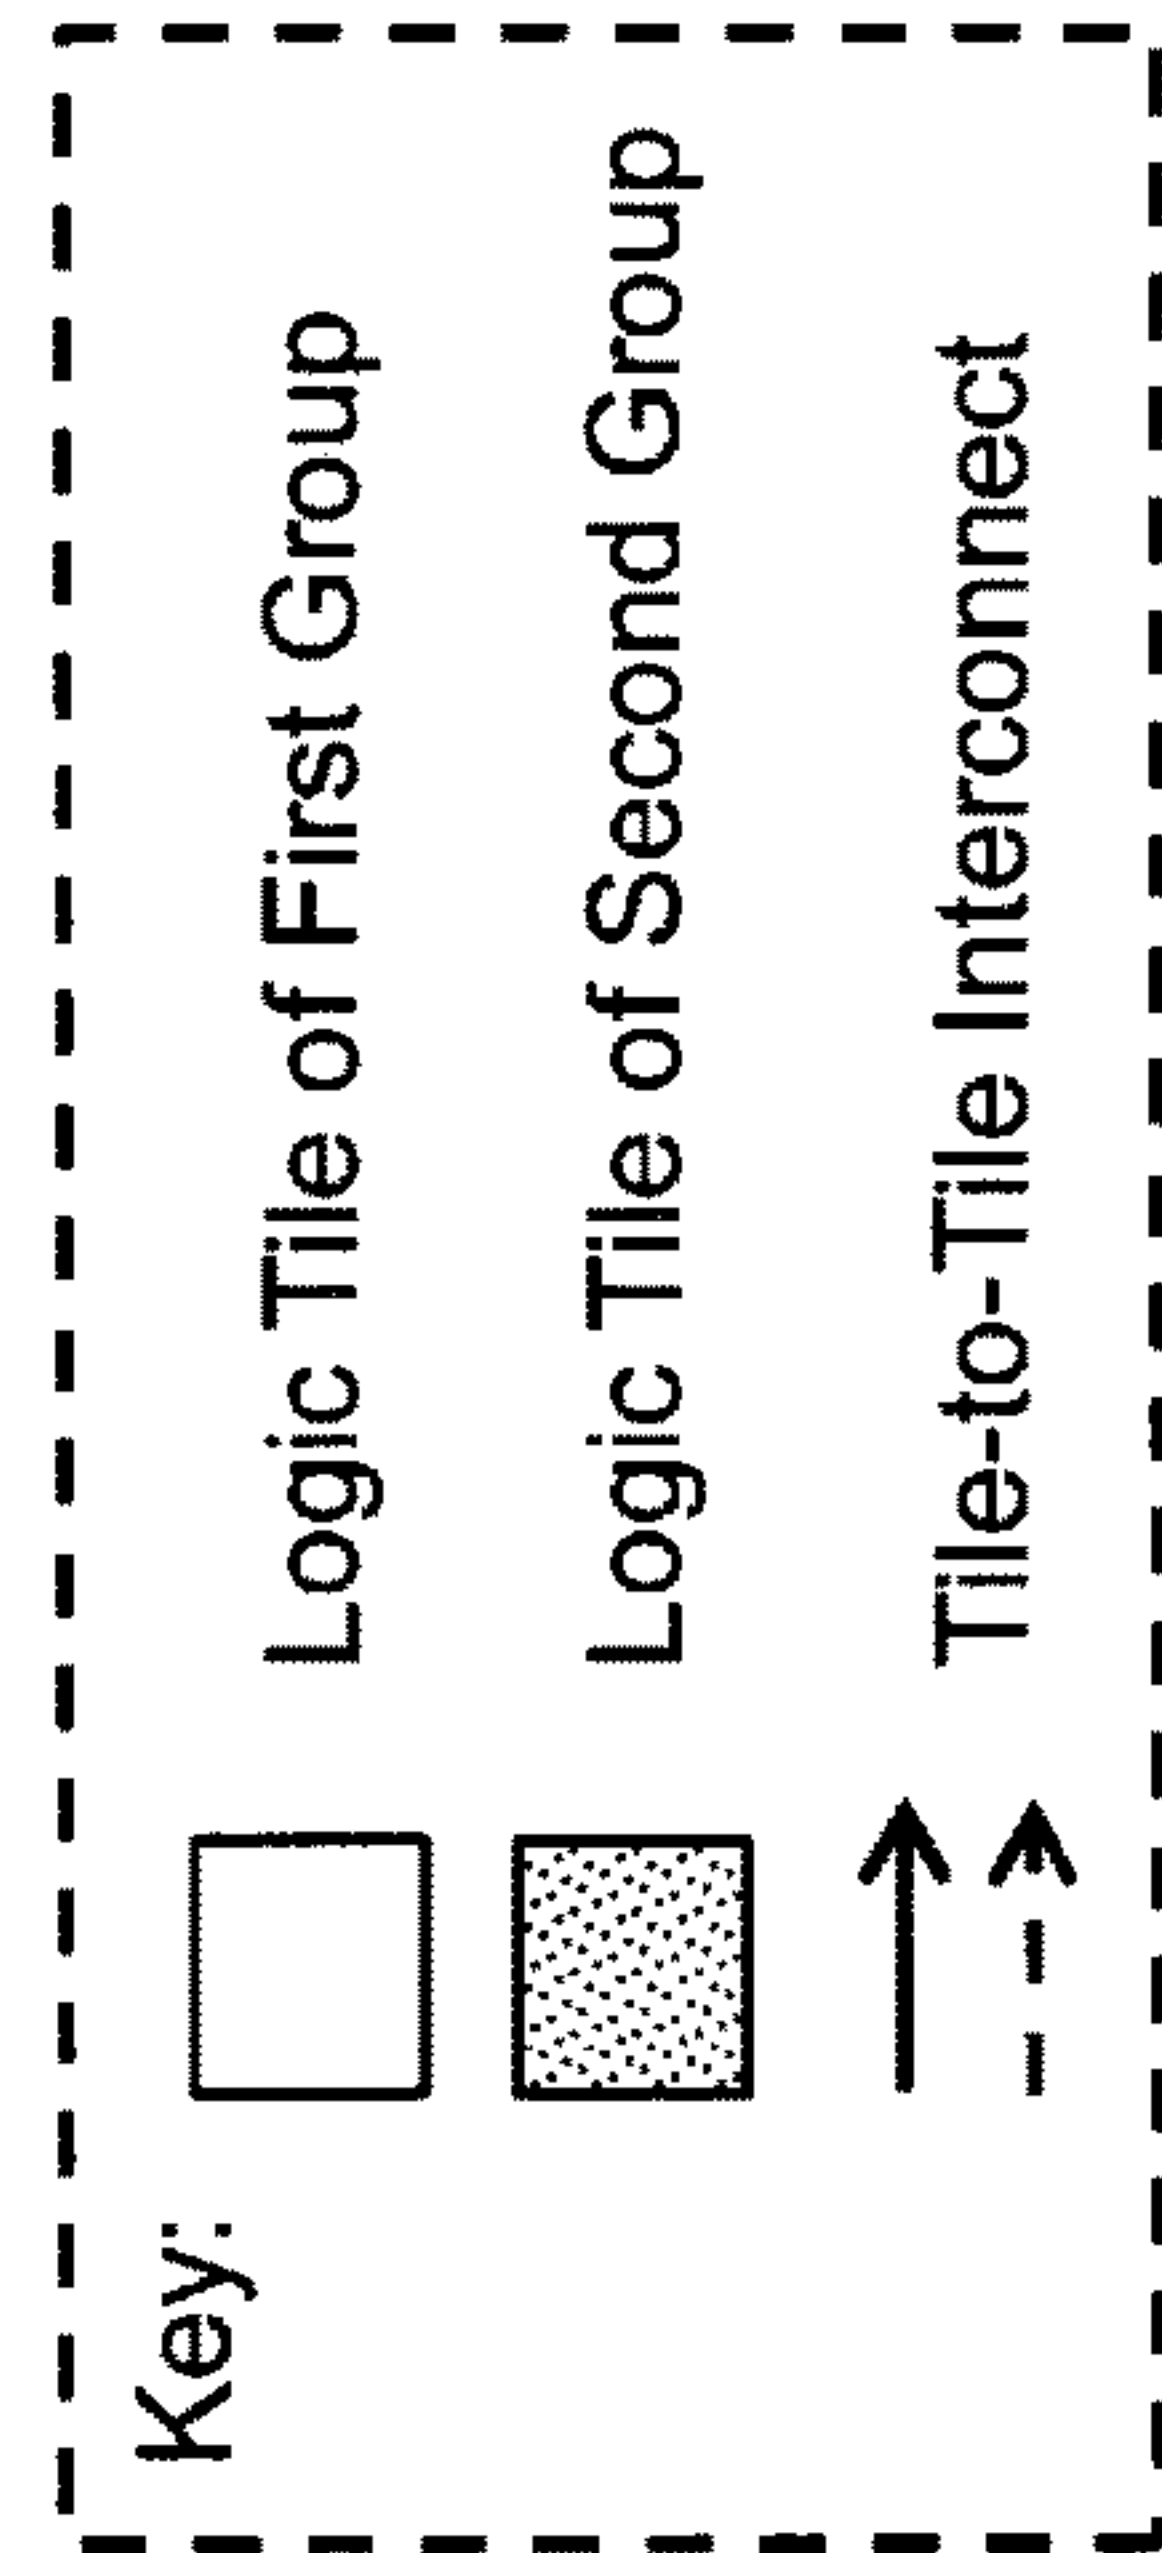 Key:
Logic Tile of First Group
Logic Tile of Second Group
Tile-to-Tile Interconnect